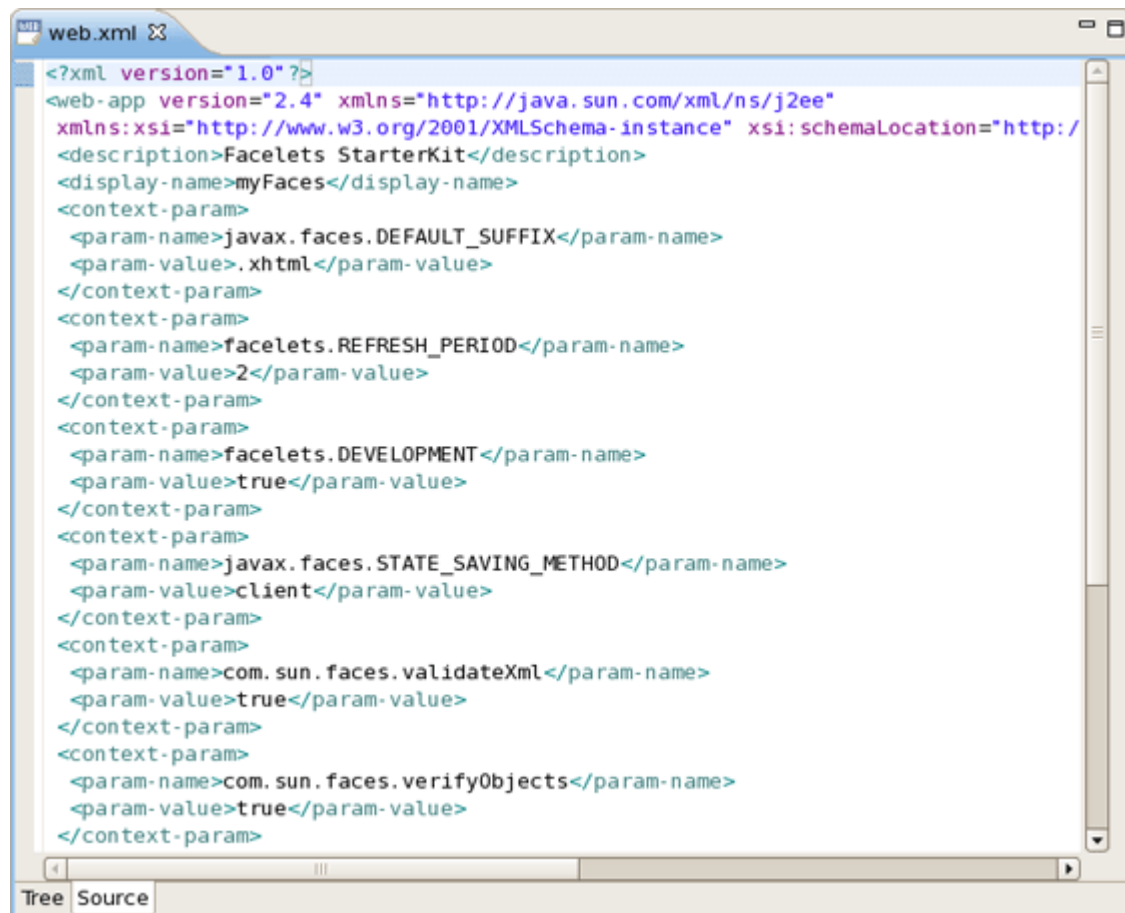 web.xml
<?xml version="1.0"?>
<web-app version="2.4" xmlns="http://java.sun.com/xml/ns/j2ee"
xmlns:xsi="http://www.w3.org/2001/XMLSchema-instance" xsi:schemaLocation="http:/
<description>Facelets StarterKit</description>
<display-name>myFaces</display-name>
<context-param>
<param-name>javax.faces.DEFAULT_SUFFIX</param-name>
<param-value>.xhtml</param-value>
</context-param>
<context-param>
<param-name>facelets.REFRESH_PERIOD</param-name>
<param-value>2</param-value>
</context-param>
<context-param>
<param-name>facelets.DEVELOPMENT</param-name>
<param-value>true</param-value>
</context-param>
<context-param>
<param-name>javax.faces.STATE_SAVING_METHOD</param-name>
<param-value>client</param-value>
</context-param>
<context-param>
<param-name>com.sun.faces.validateXml</param-name>
<param-value>true</param-value>
</context-param>
<context-param>
<param-name>com.sun.faces.verifyObjects</param-name>
<param-value>true</param-value>
</context-param>
Tree Source